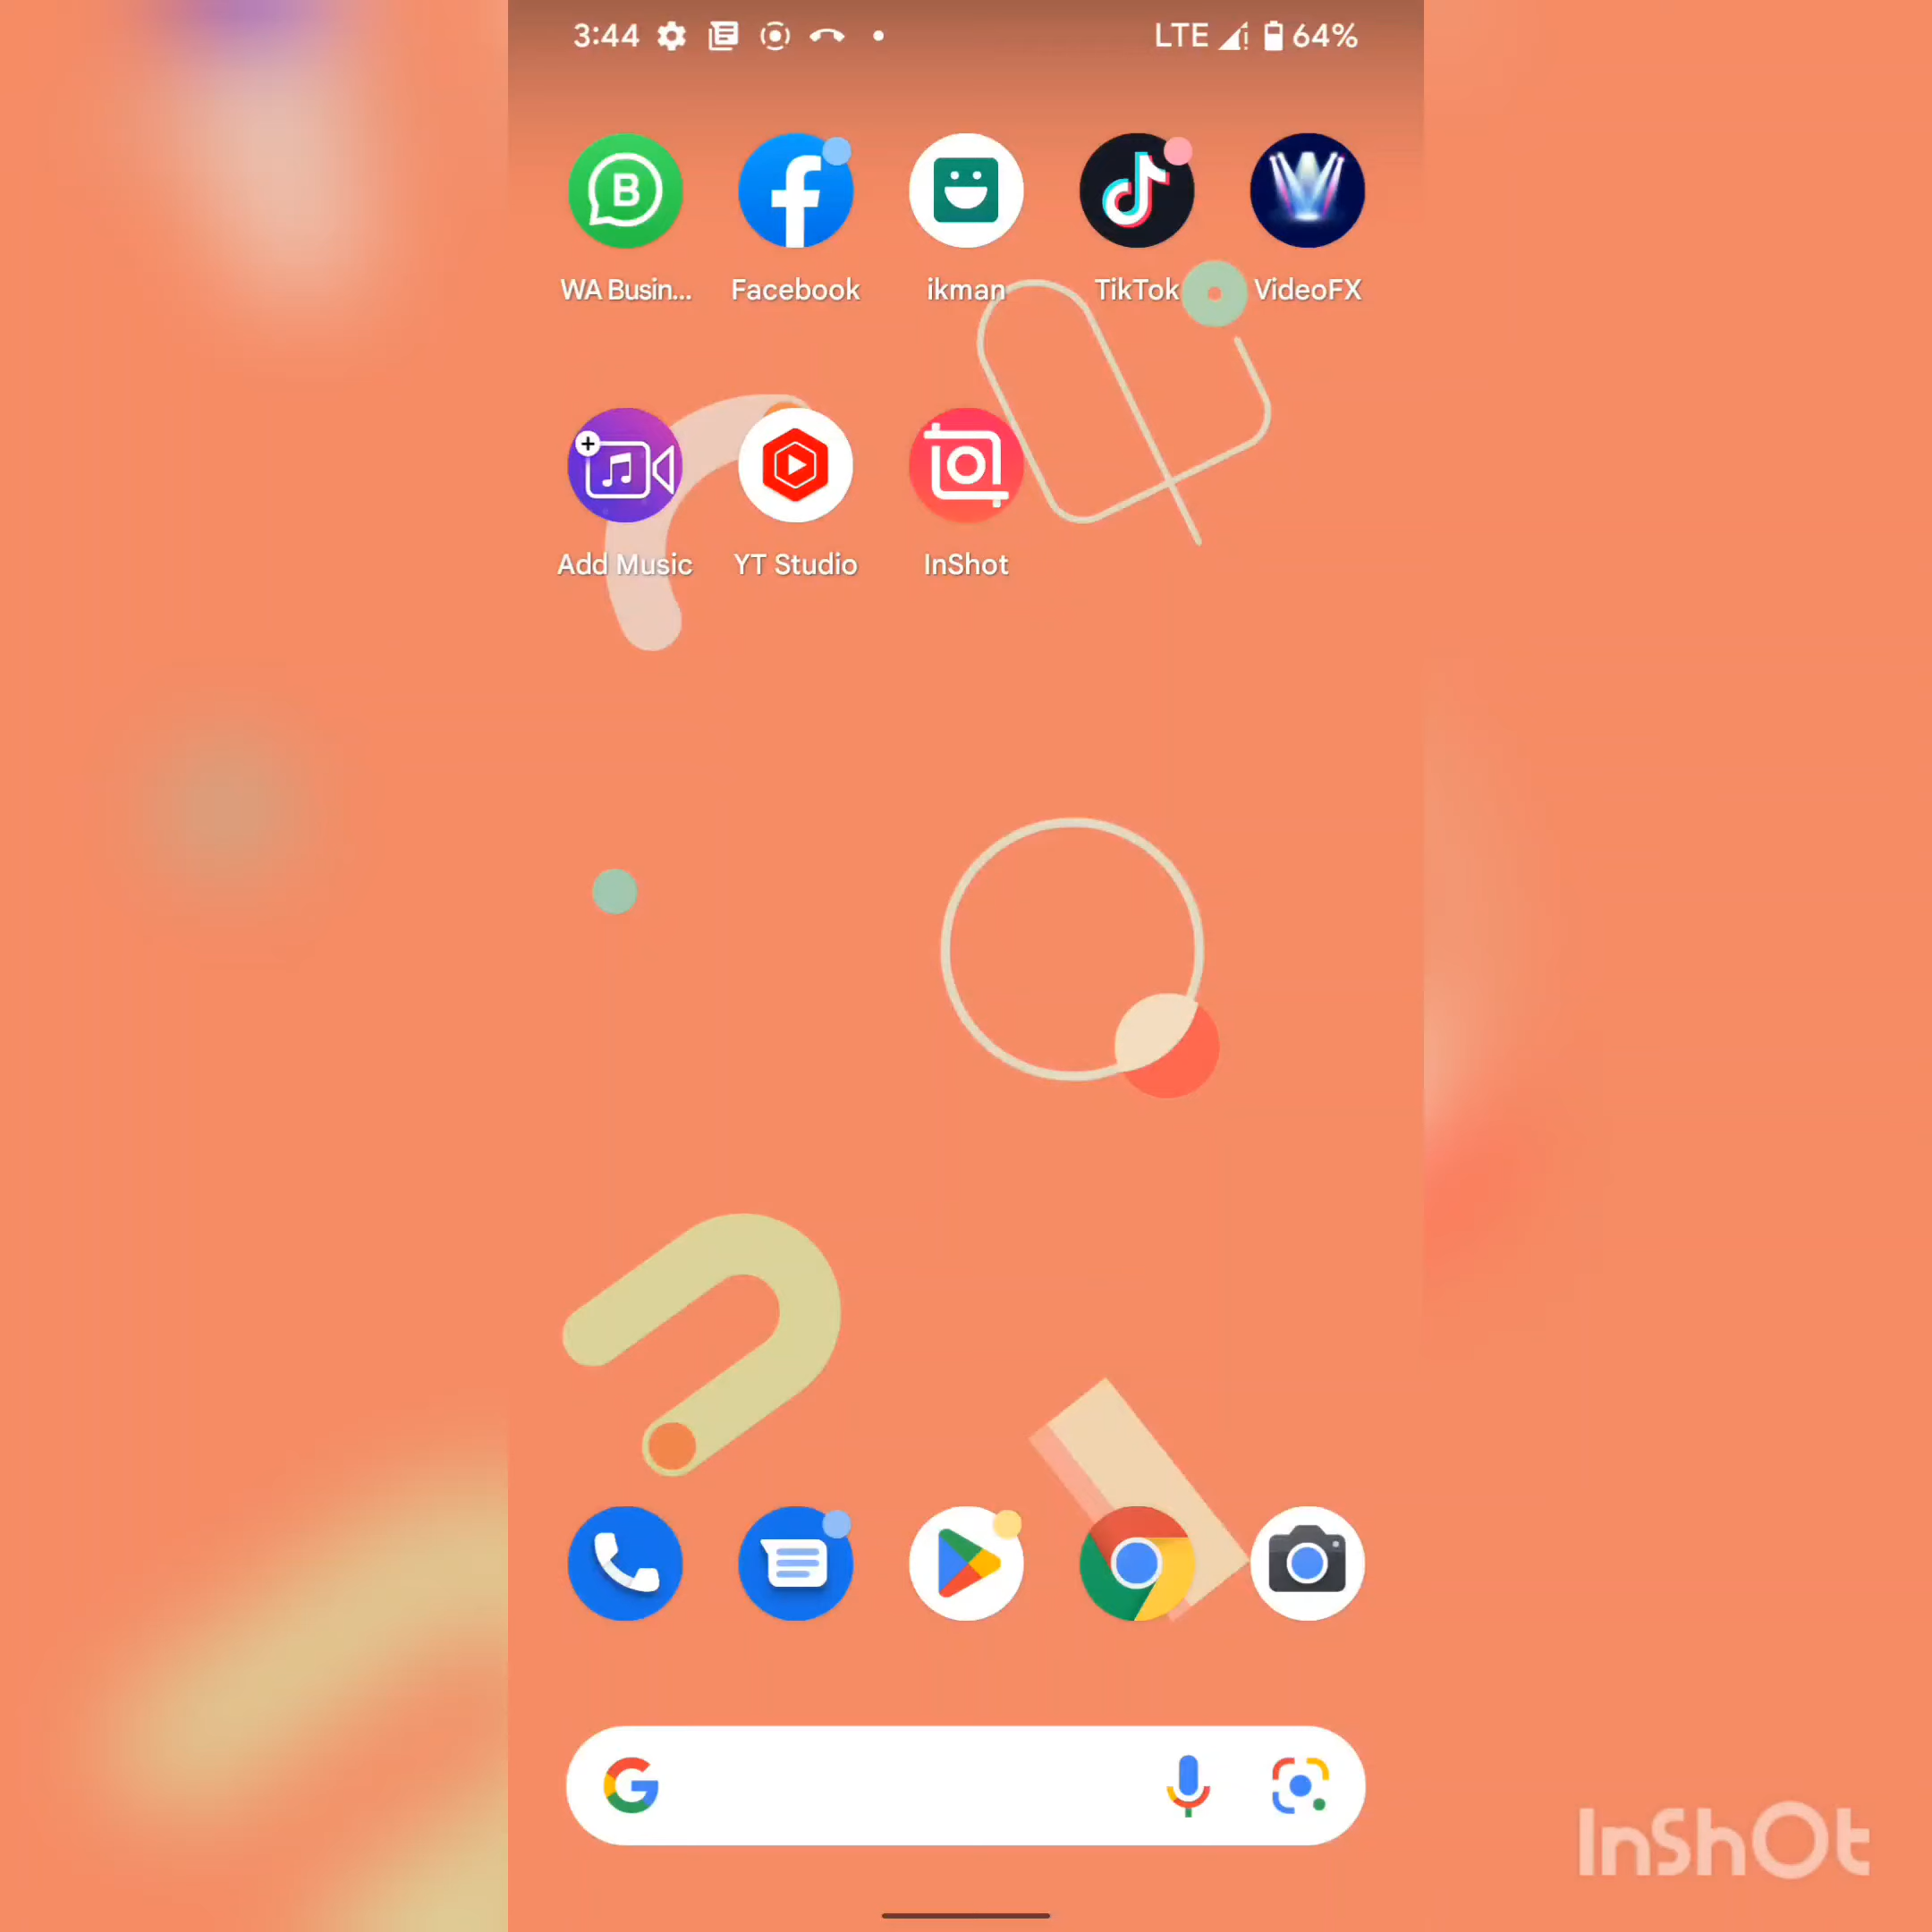 3:44 LTE 64%
WA Busin... Facebook ikman TikTok VideoFX
Add Music YT Studio InShot
InShOt